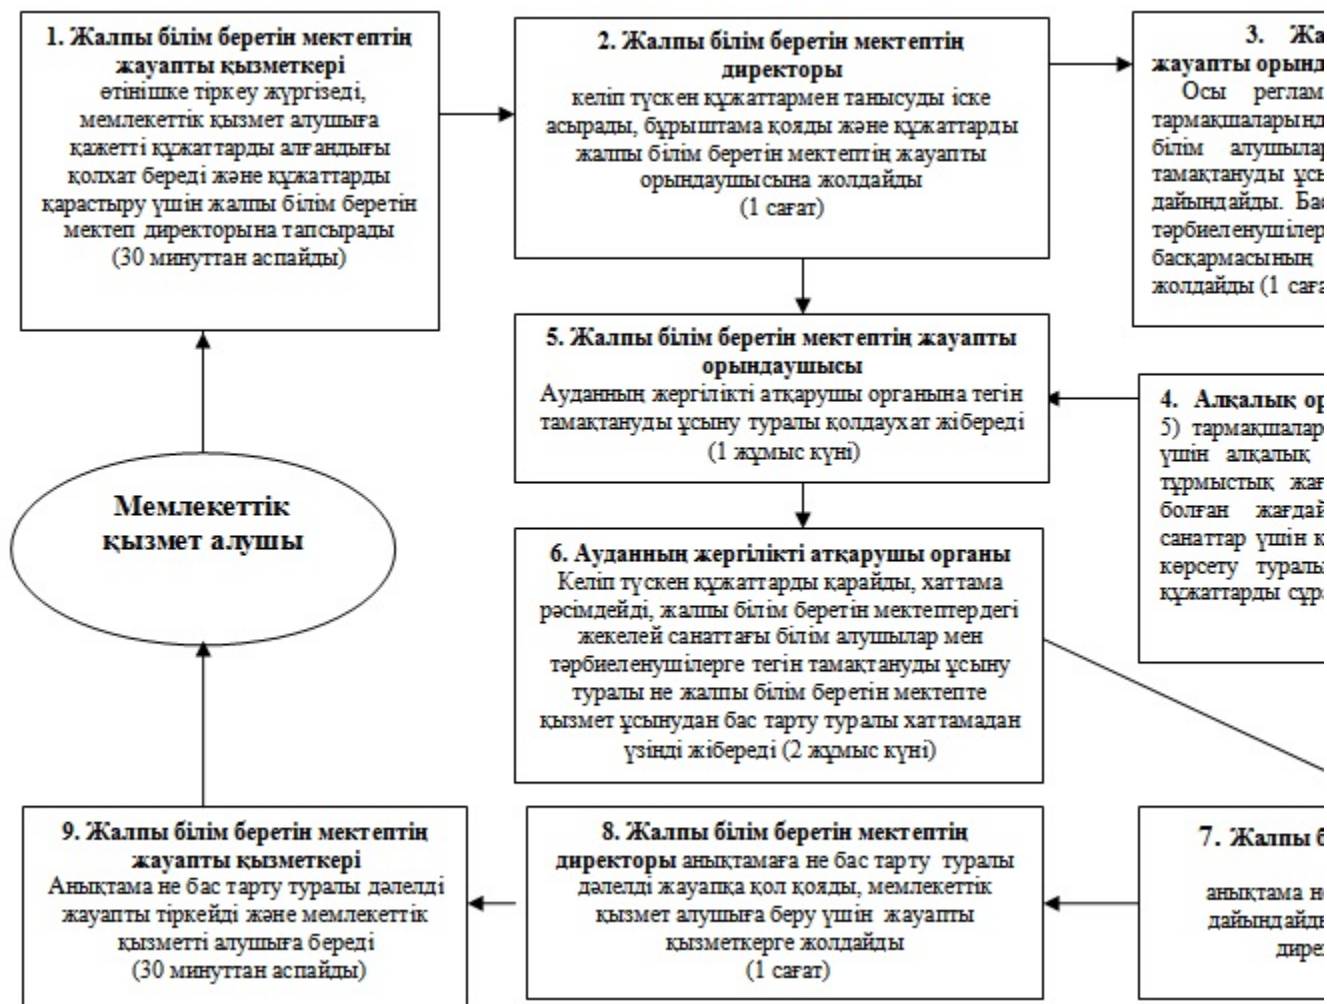 1. Жалпы білім беретін мектептің
жауапты қызметкері
өтінішке тіркеу жүргізеді,
мемлекеттік қызмет алушыға
қажетті құжаттарды алғандығы
қолхат береді және құжаттарды
қарастыру үшін жалпы білім беретін
мектеп директорына тапсырады
(30 минуттан аспайды)
2. Жалпы білім беретін мектептің
директоры
келіп түскен құжаттармен танысуды іске
асырады, бұрыштама қояды және құжаттарды
жалпы білім беретін мектептің жауапты
орындаушысына жолдайды
(1 сағат)
3. Жа
жауапты орынд
Осы реглам
тармақшаларынд
білім алушылар
тамақтануды ұсы
дайындайды. Бас
тәрбиеленушілер
басқармасының
жолдайды (1 саға
4. Алқалық ор
5) тармақшалар
үшін алқалық
тұрмыстық жағ
болған жағдай
санаттар үшін қ
көрсету туралы
құжаттарды сұра
5. Жалпы білім беретін мектептің жауапты
орындаушысы
Ауданның жергілікті атқарушы органына тегін
тамақтануды ұсыну туралы қолдаухат жібереді
(1 жұмыс күні)
Мемлекеттік
қызмет алушы
6. Ауданның жергілікті атқарушы органы
Келіп түскен құжаттарды қарайды, хаттама
рәсімдейді, жалпы білім беретін мектептердегі
жекелей санаттағы білім алушылар мен
тәрбиеленушілерге тегін тамақтануды ұсыну
туралы не жалпы білім беретін мектепте
қызмет ұсынудан бас тарту туралы хаттамадан
үзінді жібереді (2 жұмыс күні)
7. Жалпы б
анықтама не
дайындайды
дирек
8. Жалпы білім беретін мектептің
директоры анықтамаға не бас тарту туралы
дәлелді жауапқа қол қояды, мемлекеттік
қызмет алушыға беру үшін жауапты
қызметкерге жолдайды
(1 сағат)
9. Жалпы білім беретін мектептің
жауапты қызметкері
Анықтама не бас тарту туралы дәлелді
жауапты тіркейді және мемлекеттік
қызметті алушыға береді
(30 минуттан аспайды)